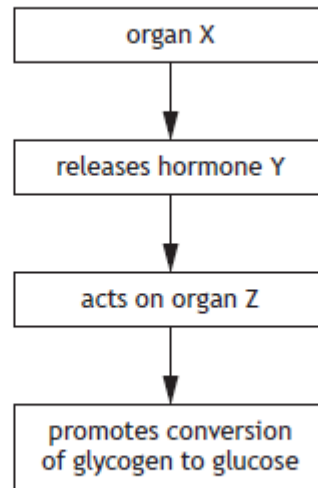 organ X
releases hormone Y
acts on organ Z
promotes conversion
of glycogen to glucose